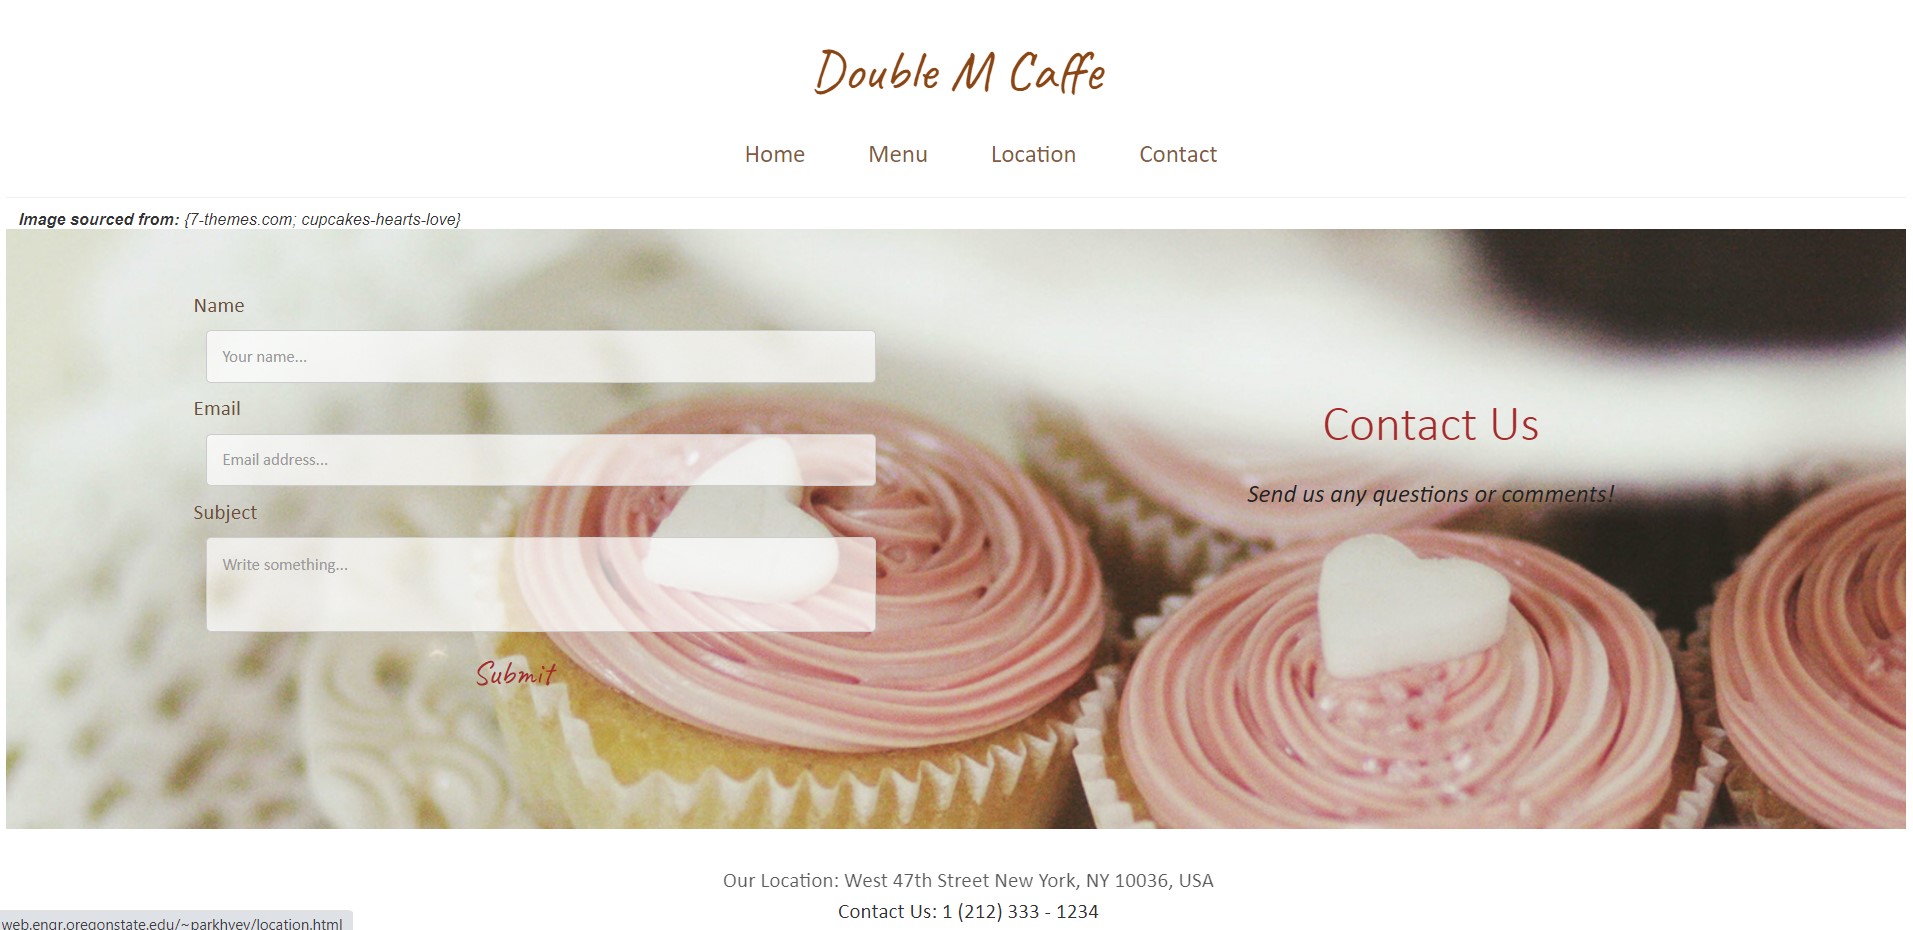 Double M Caffe
Home Menu Location Contact
Image sourced from: {7-themes.com; cupcakes-hearts-love}
Name
Your name...
Email
Email address...
Subject
Write something...
Submit
Contact Us
Send us any questions or comments!
Our Location: West 47th Street New York, NY 10036, USA
Contact Us: 1 (212) 333 - 1234
web.engr.oregonstate.edu/~parkhyey/location.html